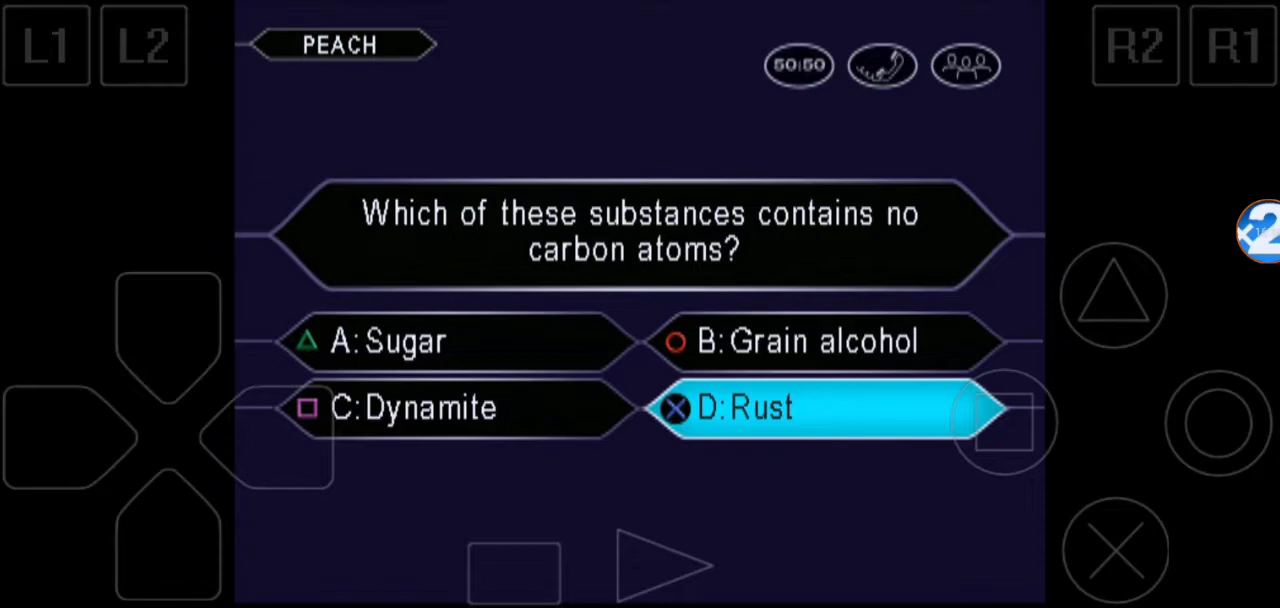 L1 L2
R2 R1
PEACH
50:50
Which of these substances contains no
carbon atoms?
A: Sugar
B: Grain alcohol
C: Dynamite
D: Rust
2